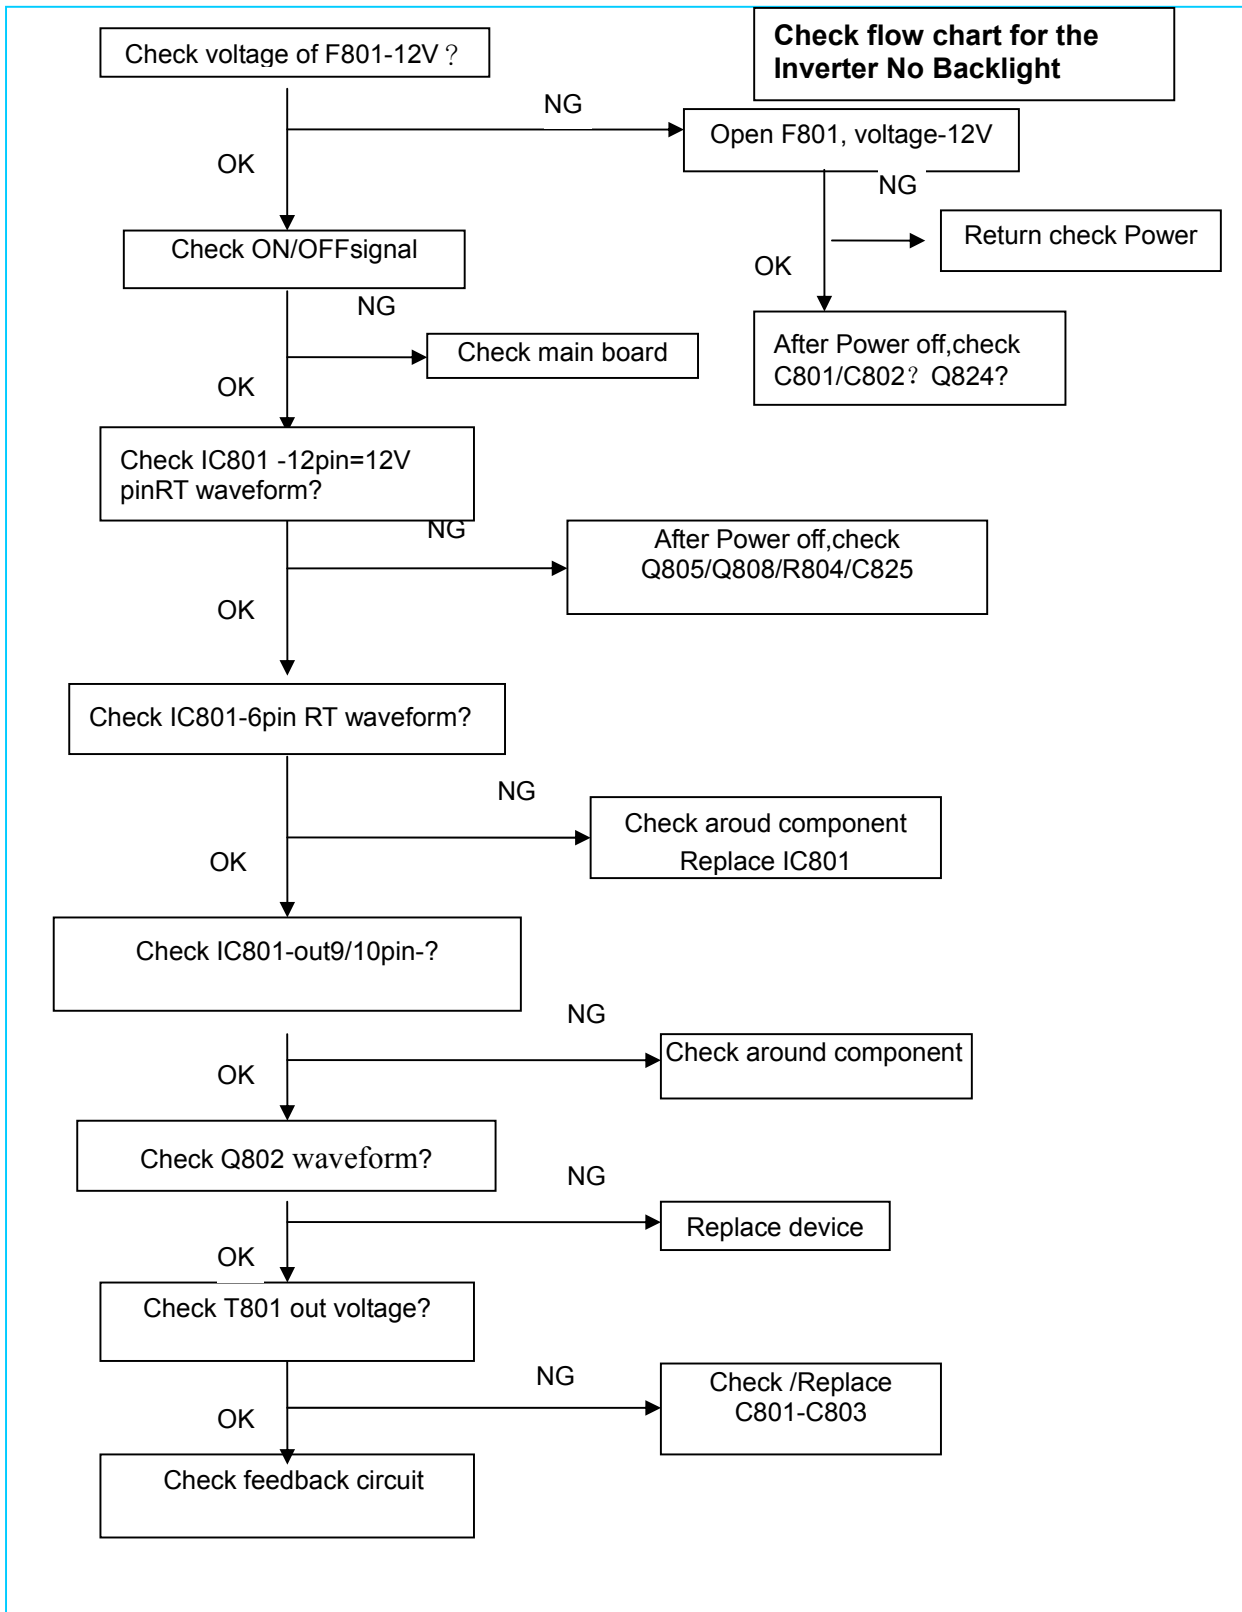 Check voltage of F801-12V？
Check flow chart for the
Inverter No Backlight
NG
Open F801, voltage-12V
OK
NG
Check ON/OFFsignal
Return check Power
OK
NG
After Power off,check
C801/C802？ Q824?
Check main board
OK
Check IC801 -12pin=12V
pinRT waveform?
NG
After Power off,check
Q805/Q808/R804/C825
OK
Check IC801-6pin RT waveform?
NG
Check aroud component
Replace IC801
OK
Check IC801-out9/10pin-?
NG
Check around component
OK
Check Q802 waveform?
NG
Replace device
OK
Check T801 out voltage?
NG
Check /Replace
C801-C803
OK
Check feedback circuit